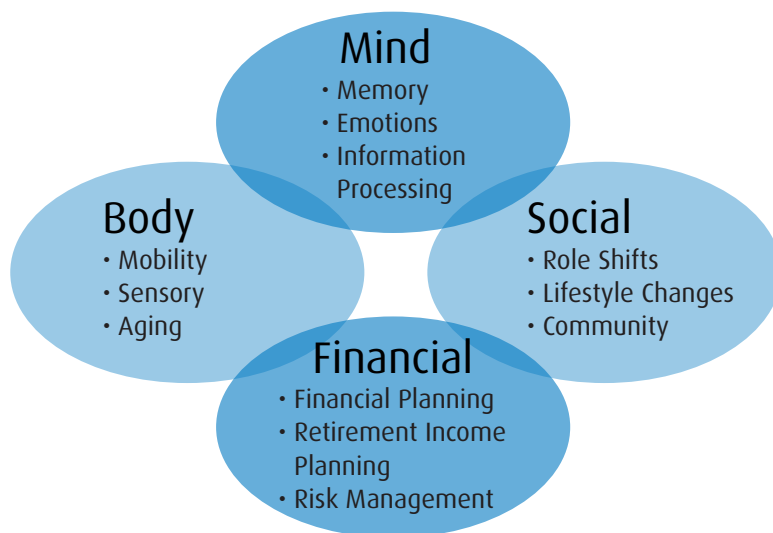 Mind
· Memory
· Emotions
· Information
Processing
Body
· Mobility
· Sensory
· Aging
Social
· Role Shifts
· Lifestyle Changes
· Community
Financial
· Financial Planning
· Retirement Income
Planning
· Risk Management